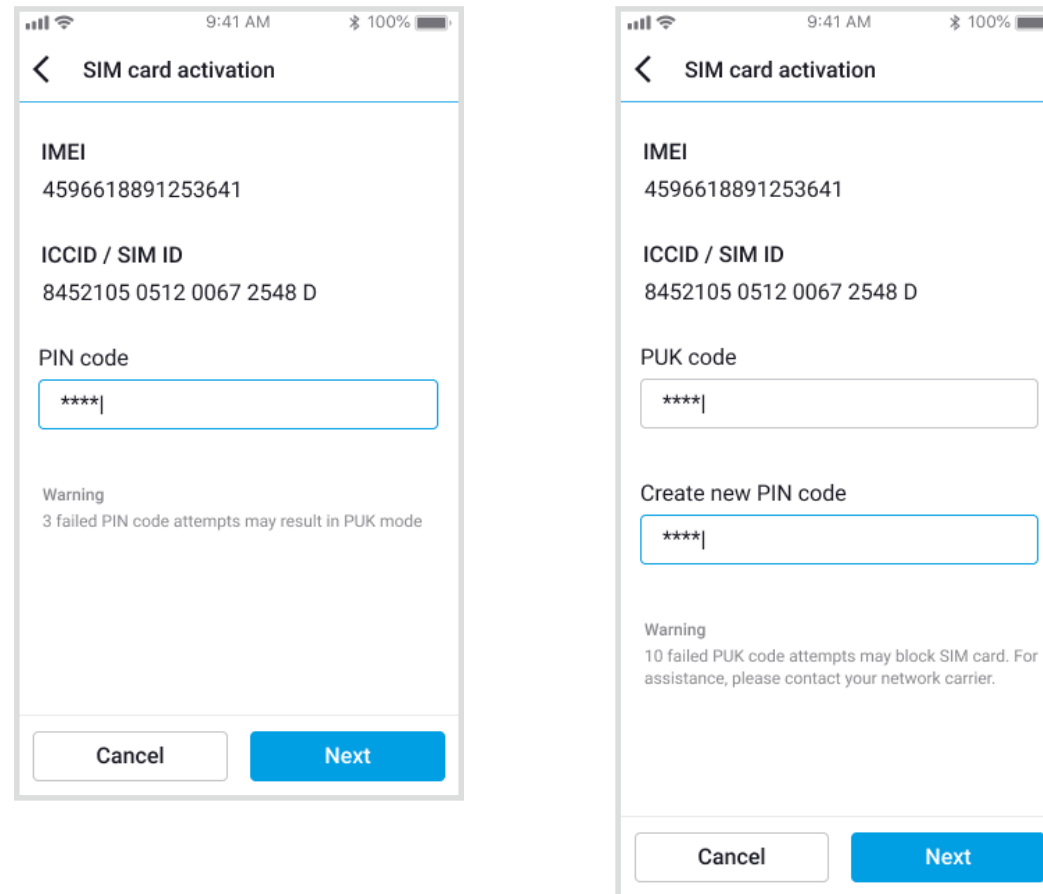 9:41 AM
100%
SIM card activation
IMEI
4596618891253641
ICCID / SIM ID
8452105 0512 0067 2548 D
PIN code
****|
Warning
3 failed PIN code attempts may result in PUK mode
Cancel
Next
9:41 AM
100%
SIM card activation
IMEI
4596618891253641
ICCID / SIM ID
8452105 0512 0067 2548 D
PUK code
****|
Create new PIN code
****|
Warning
10 failed PUK code attempts may block SIM card. For
assistance, please contact your network carrier.
Cancel
Next